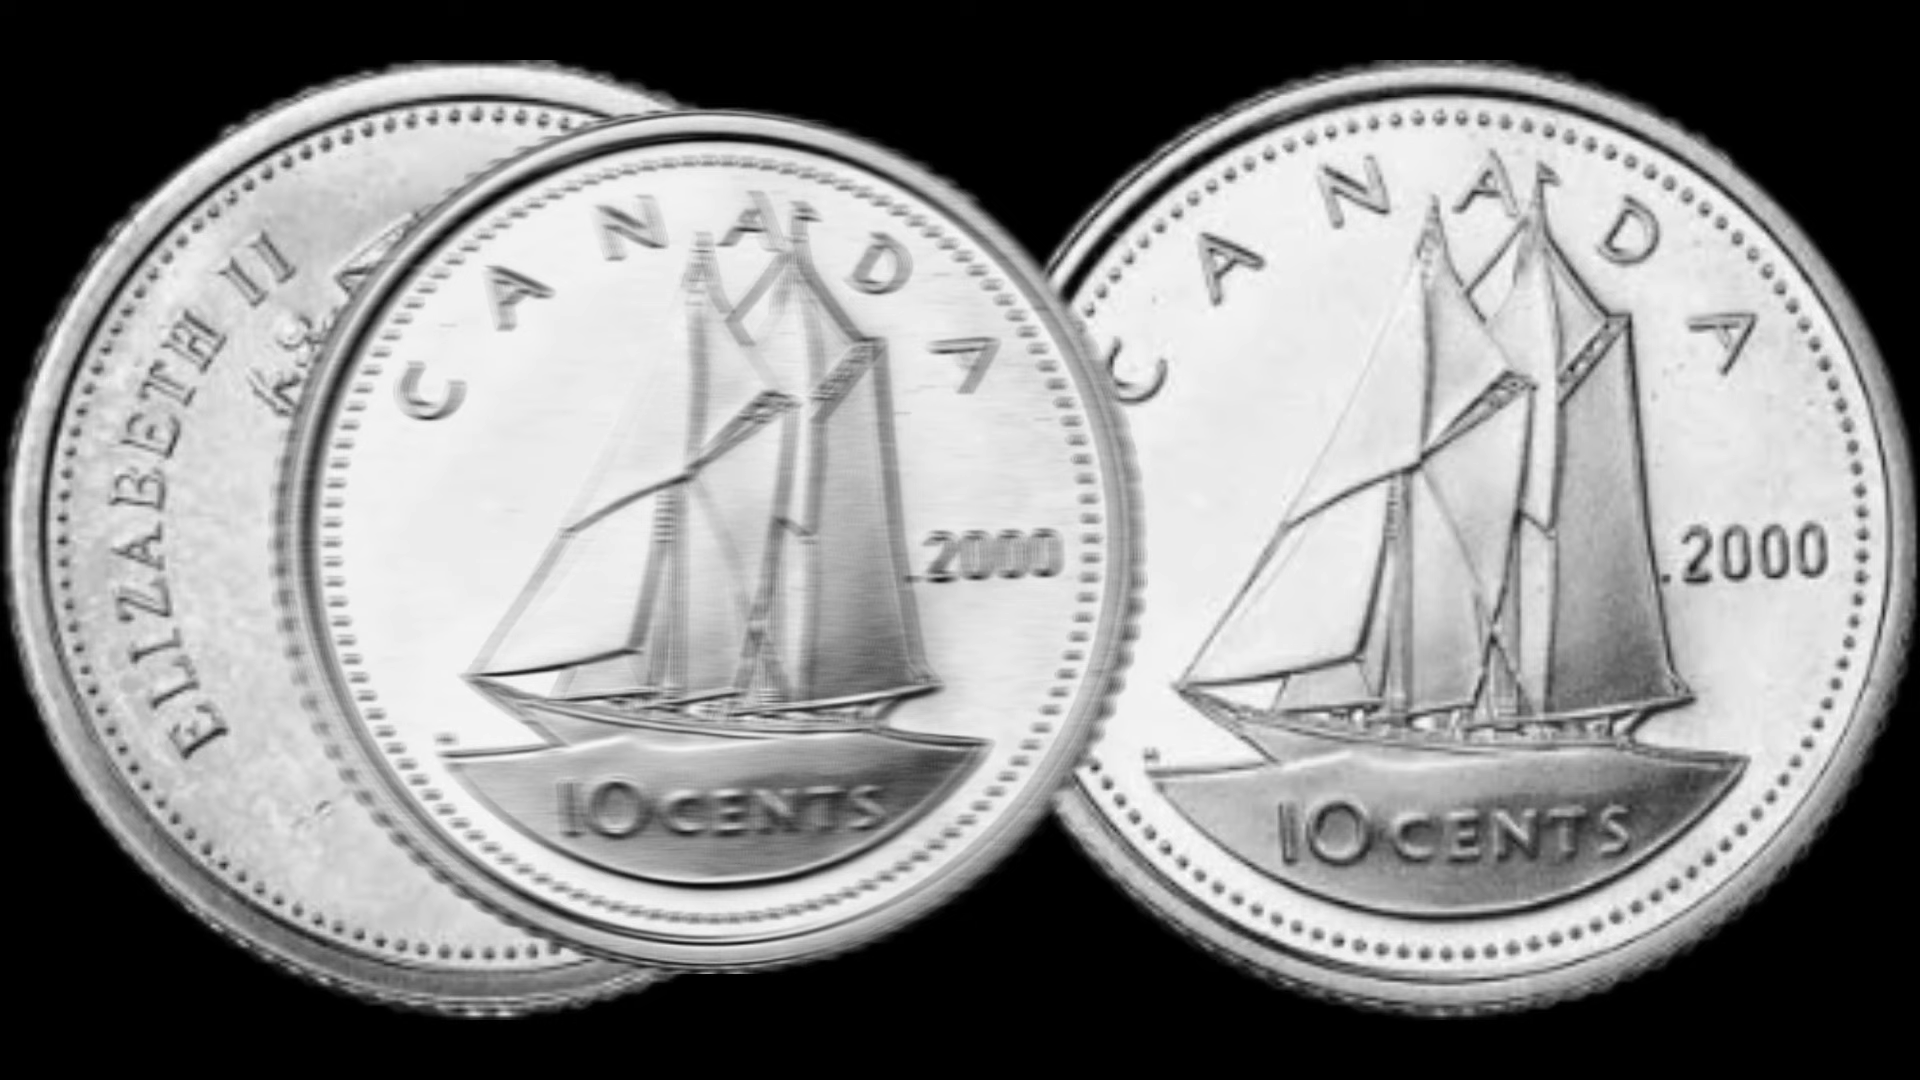 ELIZABETH II
CANADA
.2000
10 CENTS
CANADA
.2000
10 CENTS